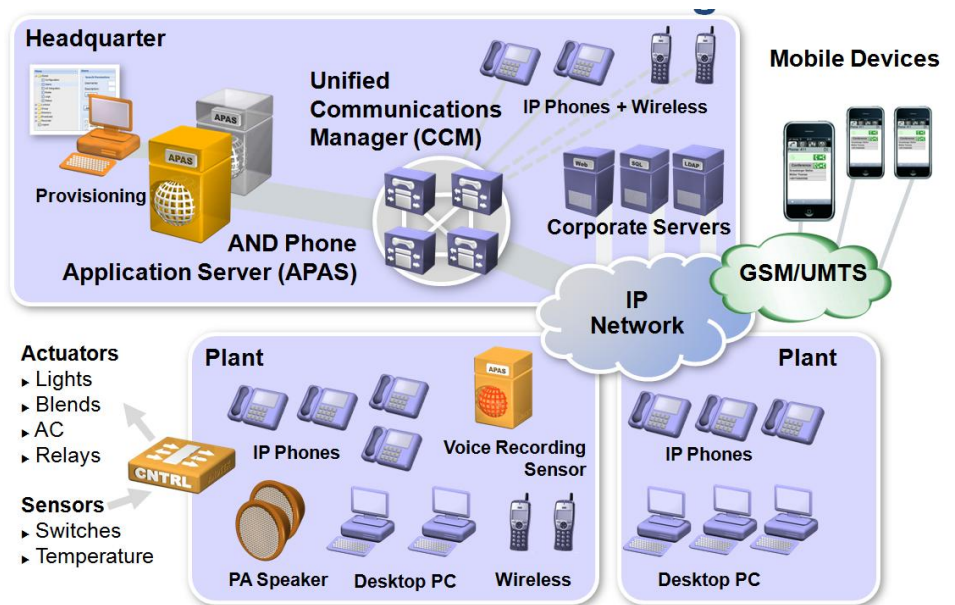 Headquarter
Unified
Communications
Manager (CCM)
IP Phones + Wireless
Mobile Devices
APAS
APAS
Provisioning
Web
SQL
LDAP
Corporate Servers
AND Phone
Application Server (APAS)
GSM/UMTS
IP
Network
Actuators
▸ Lights
▸ Blends
▸ AC
▸ Relays
CNTRL
Sensors
▸ Switches
▸ Temperature
Plant
IP Phones
APAS
Voice Recording
Sensor
PA Speaker
Desktop PC
Wireless
Plant
IP Phones
Desktop PC